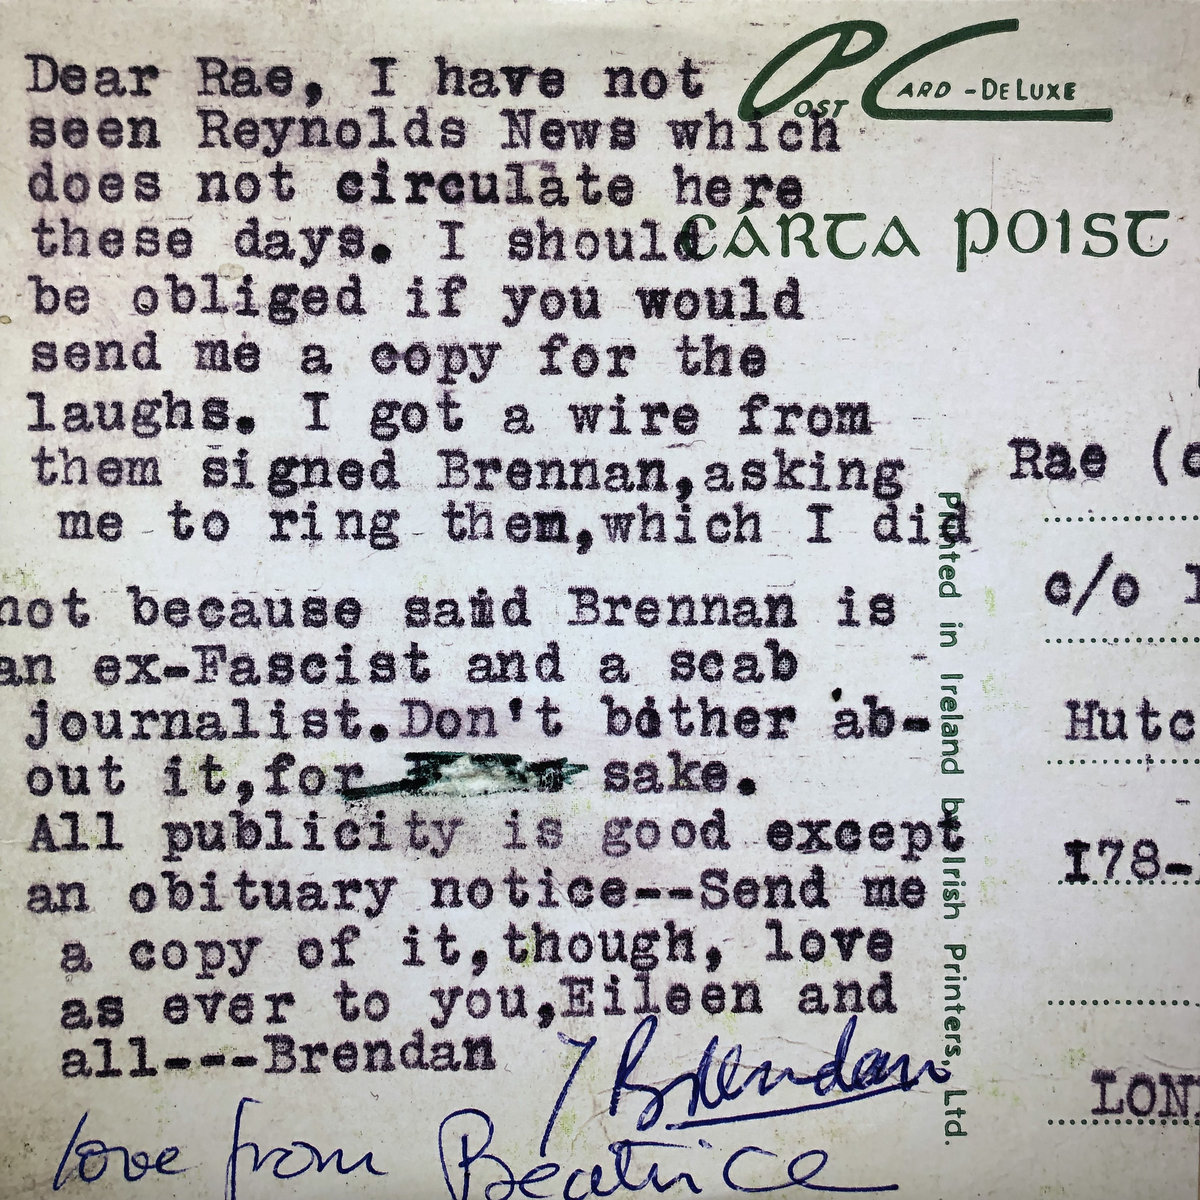 POST CARD - DE LUXE
CÁRTA POIST
Dear Rae, I have not
seen Reynolds News which
does not circulate here
these days. I should
be obliged if you would
send me a copy for the
laughs. I got a wire from
them signed Brennan,asking
me to ring them,which I did
not because said Brennan is
an ex-Fascist and a scab
journalist.Don't bother ab-
out it,for sake.
All publicity is good except
an obituary notice--Send me
a copy of it,though, love
as ever to you,Eileen and
all---Brendan
Brendan
love from Beatrice
Printed in Ireland by Irish Printers, Ltd.
Rae (
c/o
Hutc
178-
LON